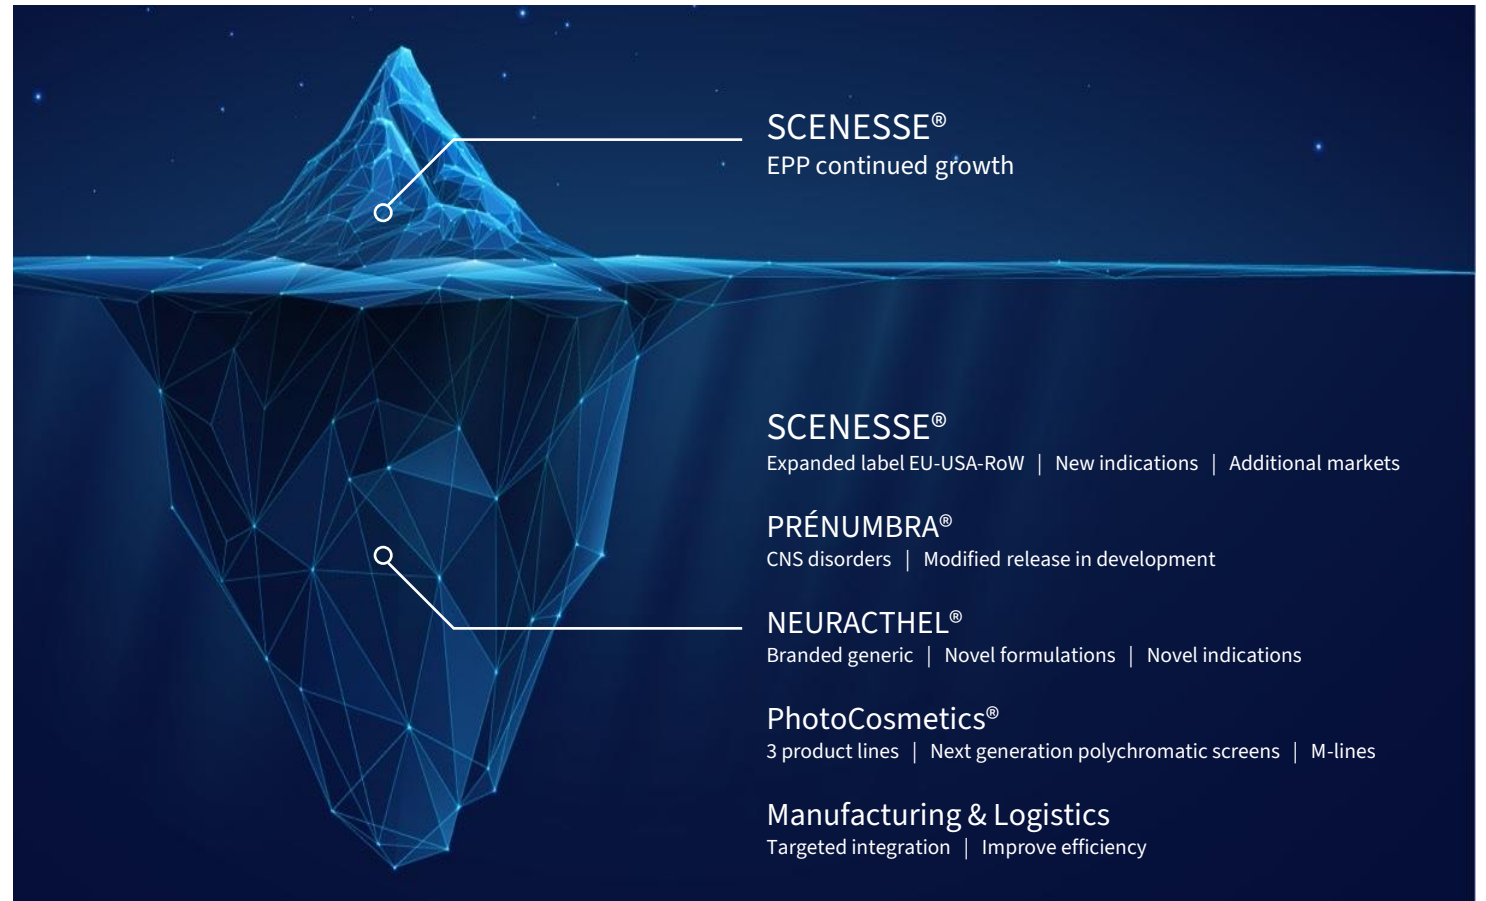 SCENESSE®
EPP continued growth
SCENESSE®
Expanded label EU-USA-RoW | New indications | Additional markets
PRÉNUMBRA®
CNS disorders | Modified release in development
NEURACTHEL®
Branded generic | Novel formulations | Novel indications
PhotoCosmetics®
3 product lines | Next generation polychromatic screens | M-lines
Manufacturing & Logistics
Targeted integration | Improve efficiency